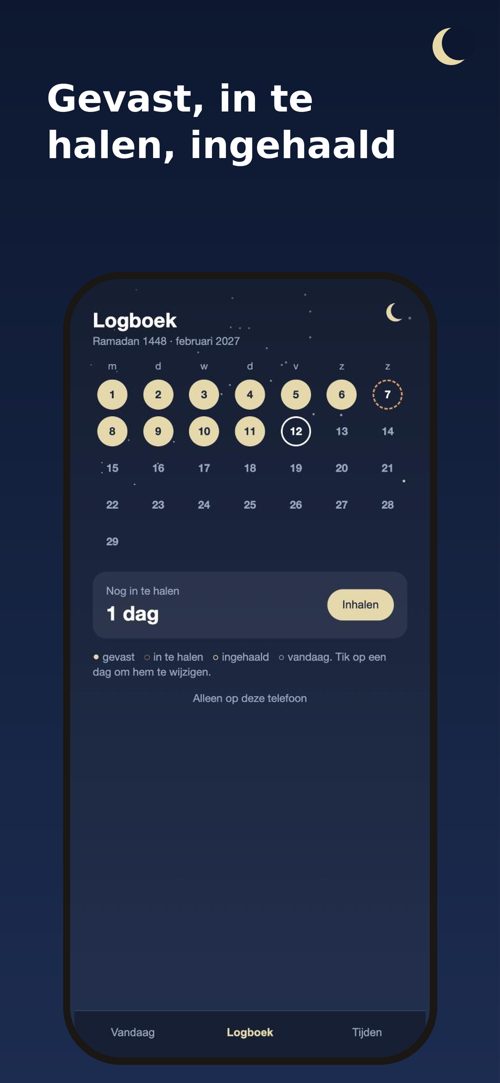 Gevast, in te
halen, ingehaald
Logboek
Ramadan 1448 · februari 2027
m d w d v z z
1 2 3 4 5 6 7
8 9 10 11 12 13 14
15 16 17 18 19 20 21
22 23 24 25 26 27 28
29
Nog in te halen
1 dag
Inhalen
gevast in te halen ingehaald vandaag. Tik op een
dag om hem te wijzigen.
Alleen op deze telefoon
Vandaag Logboek Tijden